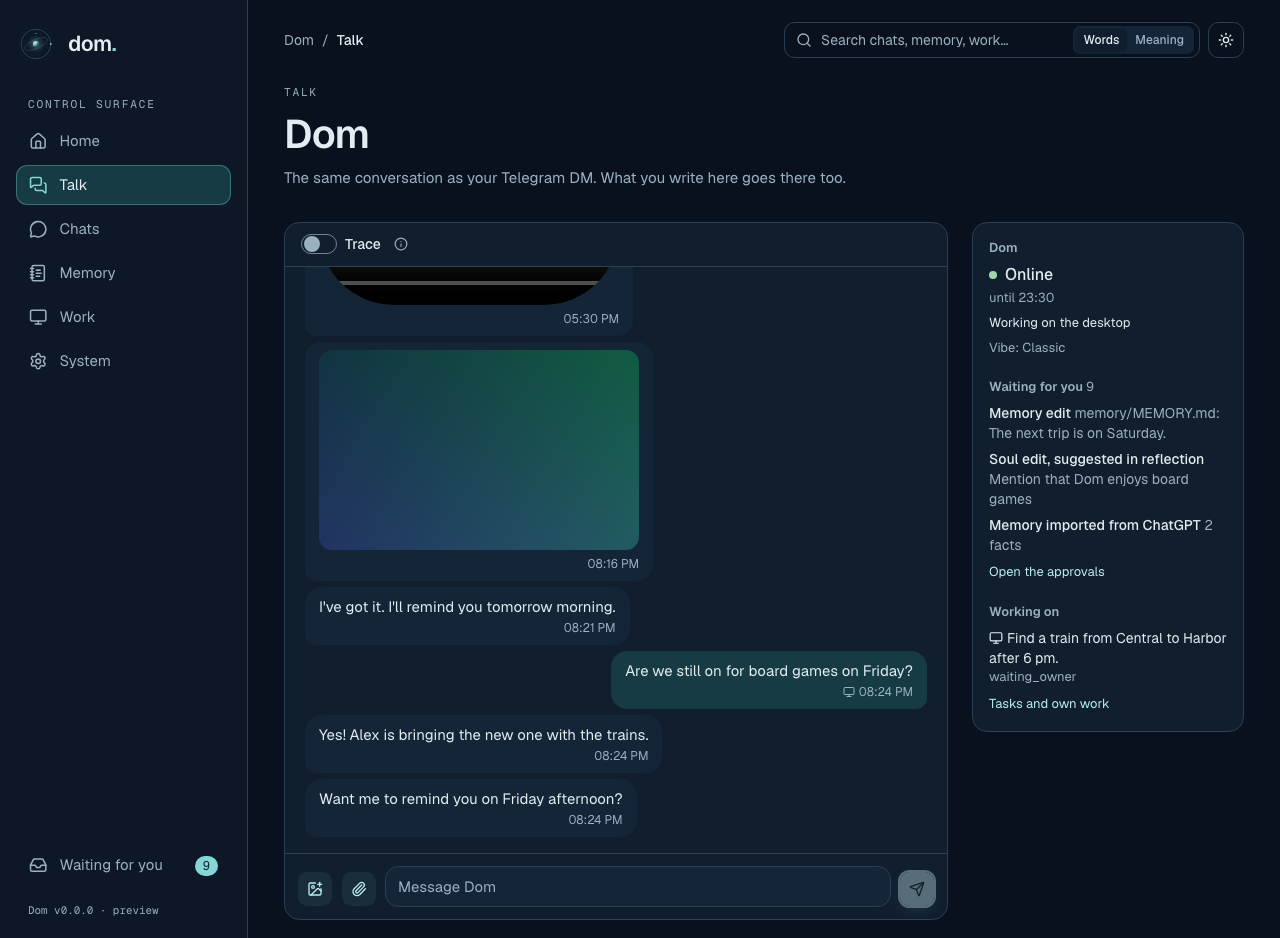 dom.
CONTROL SURFACE
Home
Talk
Chats
Memory
Work
System
Waiting for you 9
Dom v0.0.0 · preview
Dom / Talk
Search chats, memory, work…
Words Meaning
TALK
Dom
The same conversation as your Telegram DM. What you write here goes there too.
Trace
05:30 PM
08:16 PM
I've got it. I'll remind you tomorrow morning.
08:21 PM
Are we still on for board games on Friday?
08:24 PM
Yes! Alex is bringing the new one with the trains.
08:24 PM
Want me to remind you on Friday afternoon?
08:24 PM
Message Dom
Dom
Online
until 23:30
Working on the desktop
Vibe: Classic
Waiting for you 9
Memory edit memory/MEMORY.md:
The next trip is on Saturday.
Soul edit, suggested in reflection
Mention that Dom enjoys board
games
Memory imported from ChatGPT 2
facts
Open the approvals
Working on
Find a train from Central to Harbor
after 6 pm.
waiting_owner
Tasks and own work